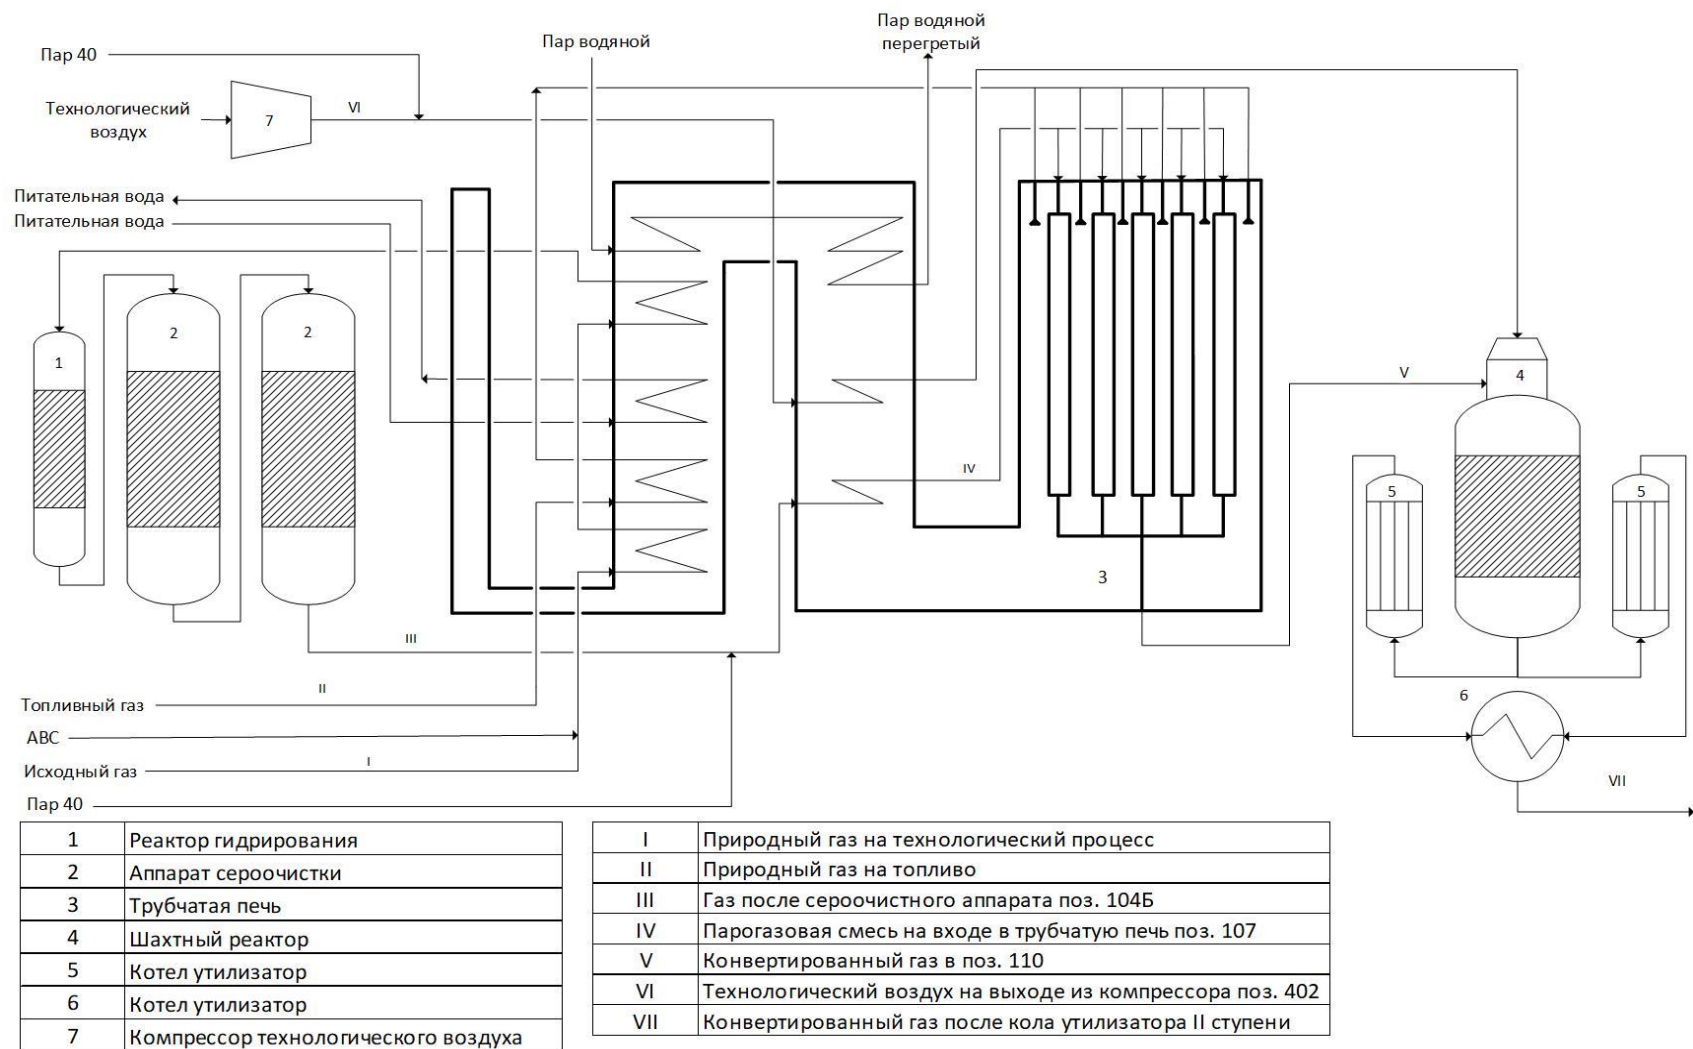 Пар водяной
перегретый
Пар водяной
Пар 40
Технологический
воздух
7
VI
Питательная вода
Питательная вода
1
2
2
4
V
5
5
IV
3
III
6
II
Топливный газ
АВС
Исходный газ
I
VII
Пар 40
1 Реактор гидрирования
2 Аппарат сероочистки
3 Трубчатая печь
4 Шахтный реактор
5 Котел утилизатор
6 Котел утилизатор
7 Компрессор технологического воздуха
I Природный газ на технологический процесс
II Природный газ на топливо
III Газ после сероочистного аппарата поз. 104Б
IV Парогазовая смесь на входе в трубчатую печь поз. 107
V Конвертированный газ в поз. 110
VI Технологический воздух на выходе из компрессора поз. 402
VII Конвертированный газ после кола утилизатора II ступени